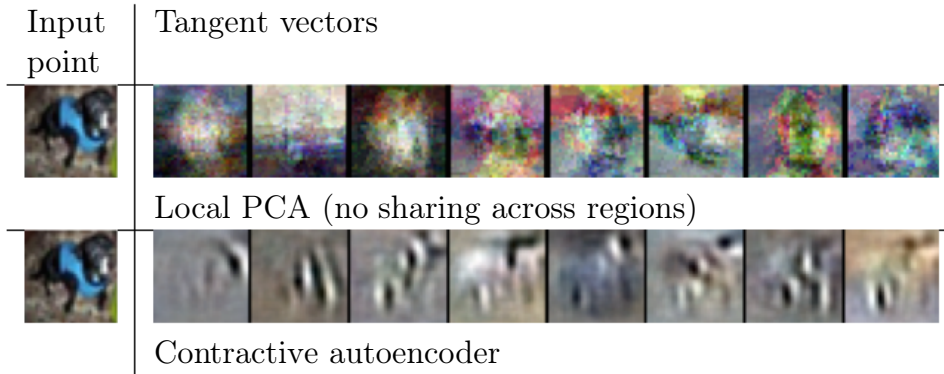 Input
point
Tangent vectors
Local PCA (no sharing across regions)
Contractive autoencoder